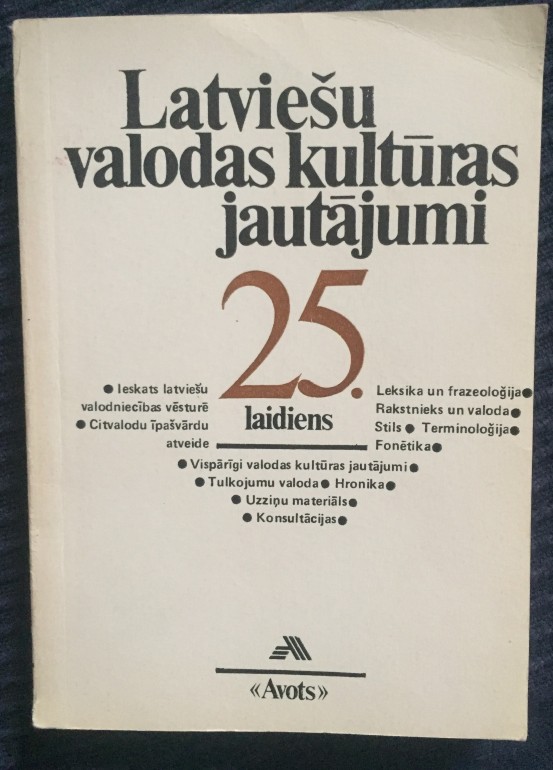 Latviešu
valodas kultūras
jautājumi
25.
laidiens
● Ieskats latviešu
valodniecības vēsturē
● Citvalodu īpašvārdu
atveide
Leksika un frazeoloģija●
Rakstnieks un valoda●
Stils● Terminoloģija●
Fonētika●
● Vispārīgi valodas kultūras jautājumi●
● Tulkojumu valoda● Hronika●
● Uzziņu materiāls●
● Konsultācijas●
«Avots»